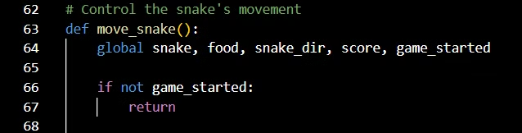 62 # Control the snake's movement
63 def move_snake():
64 global snake, food, snake_dir, score, game_started
65
66 if not game_started:
67 return
68